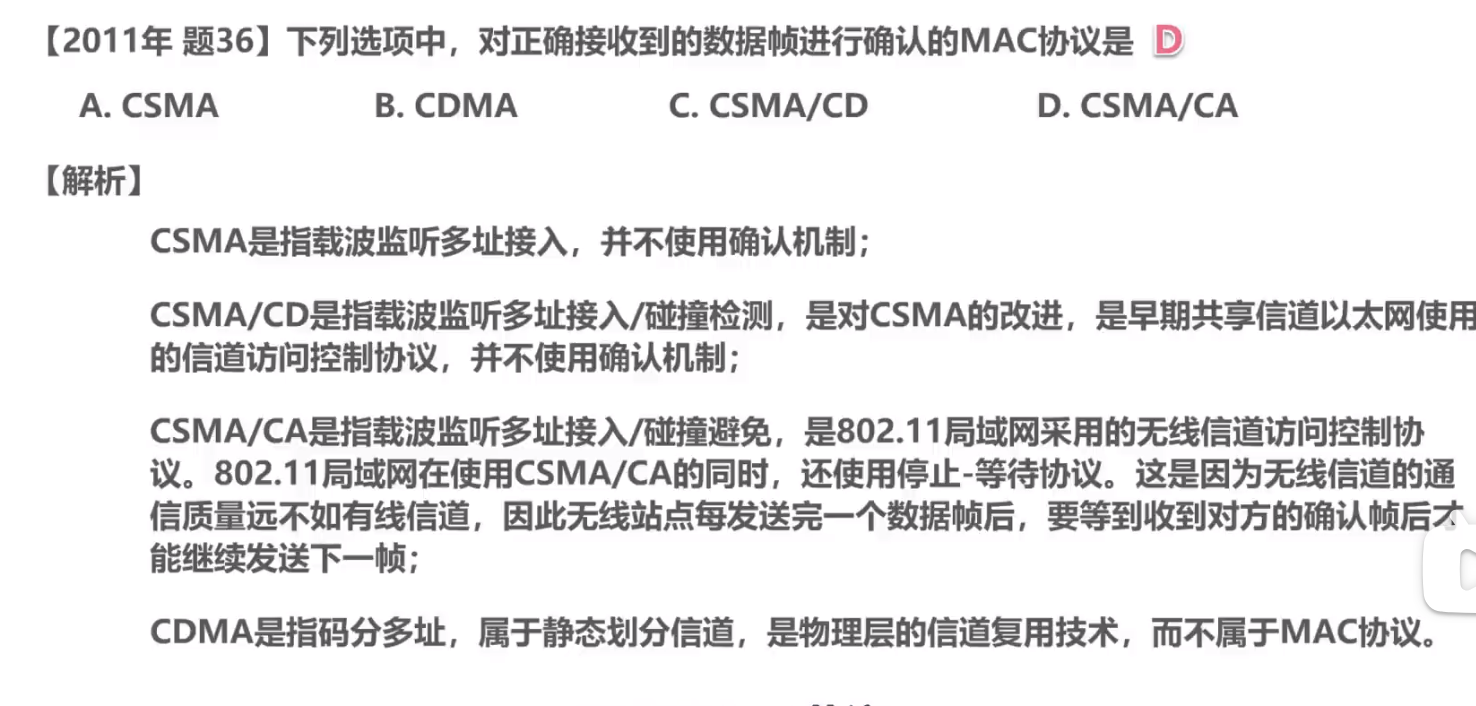 【2011年 题36】下列选项中，对正确接收到的数据帧进行确认的MAC协议是 D
A. CSMA B. CDMA C. CSMA/CD D. CSMA/CA
【解析】
CSMA是指载波监听多址接入，并不使用确认机制；
CSMA/CD是指载波监听多址接入/碰撞检测，是对CSMA的改进，是早期共享信道以太网使用
的信道访问控制协议，并不使用确认机制；
CSMA/CA是指载波监听多址接入/碰撞避免，是802.11局域网采用的无线信道访问控制协
议。802.11局域网在使用CSMA/CA的同时，还使用停止-等待协议。这是因为无线信道的通
信质量远不如有线信道，因此无线站点每发送完一个数据帧后，要等到收到对方的确认帧后才
能继续发送下一帧；
CDMA是指码分多址，属于静态划分信道，是物理层的信道复用技术，而不属于MAC协议。